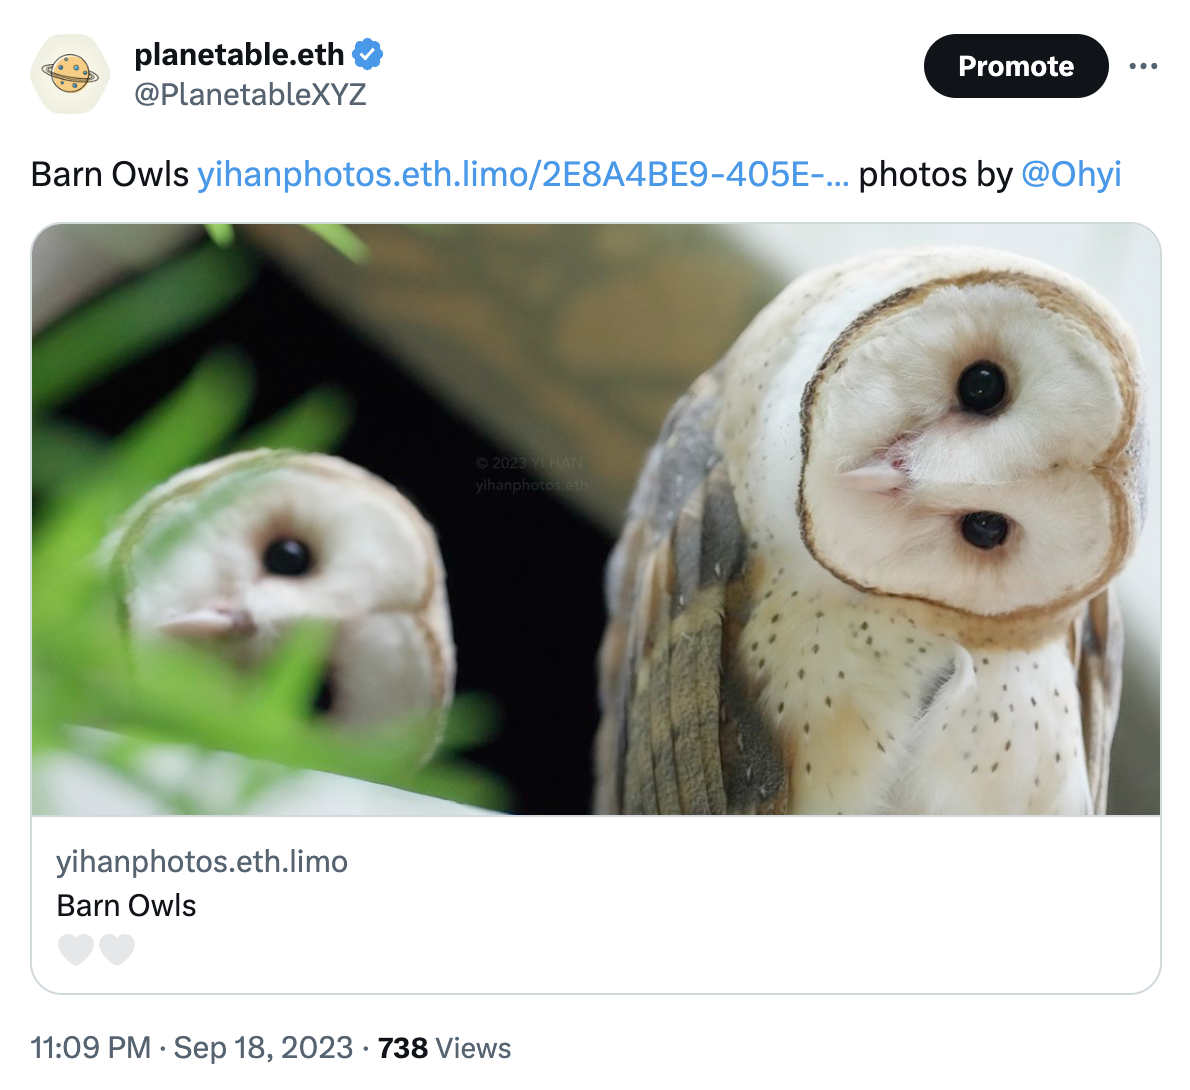 planetable.eth
@PlanetableXYZ
Promote
Barn Owls yihanphotos.eth.limo/2E8A4BE9-405E-... photos by @Ohyi
© 2023 YI HAN
yihanphotos.eth
yihanphotos.eth.limo
Barn Owls
11:09 PM · Sep 18, 2023 · 738 Views